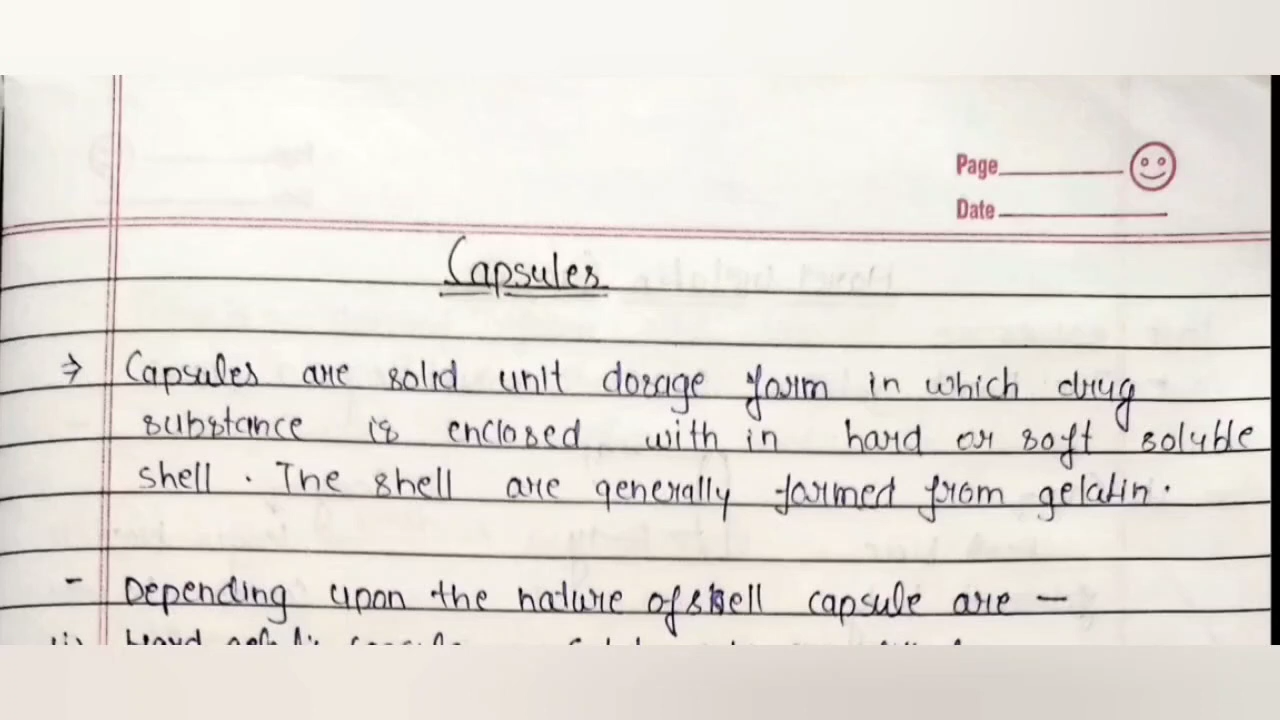 Page
Date
Capsules
⇒ Capsules are solid unit dosage form in which drug
substance is enclosed with in hard or soft soluble
shell. The shell are generally formed from gelatin.
- Depending upon the nature of shell capsule are —